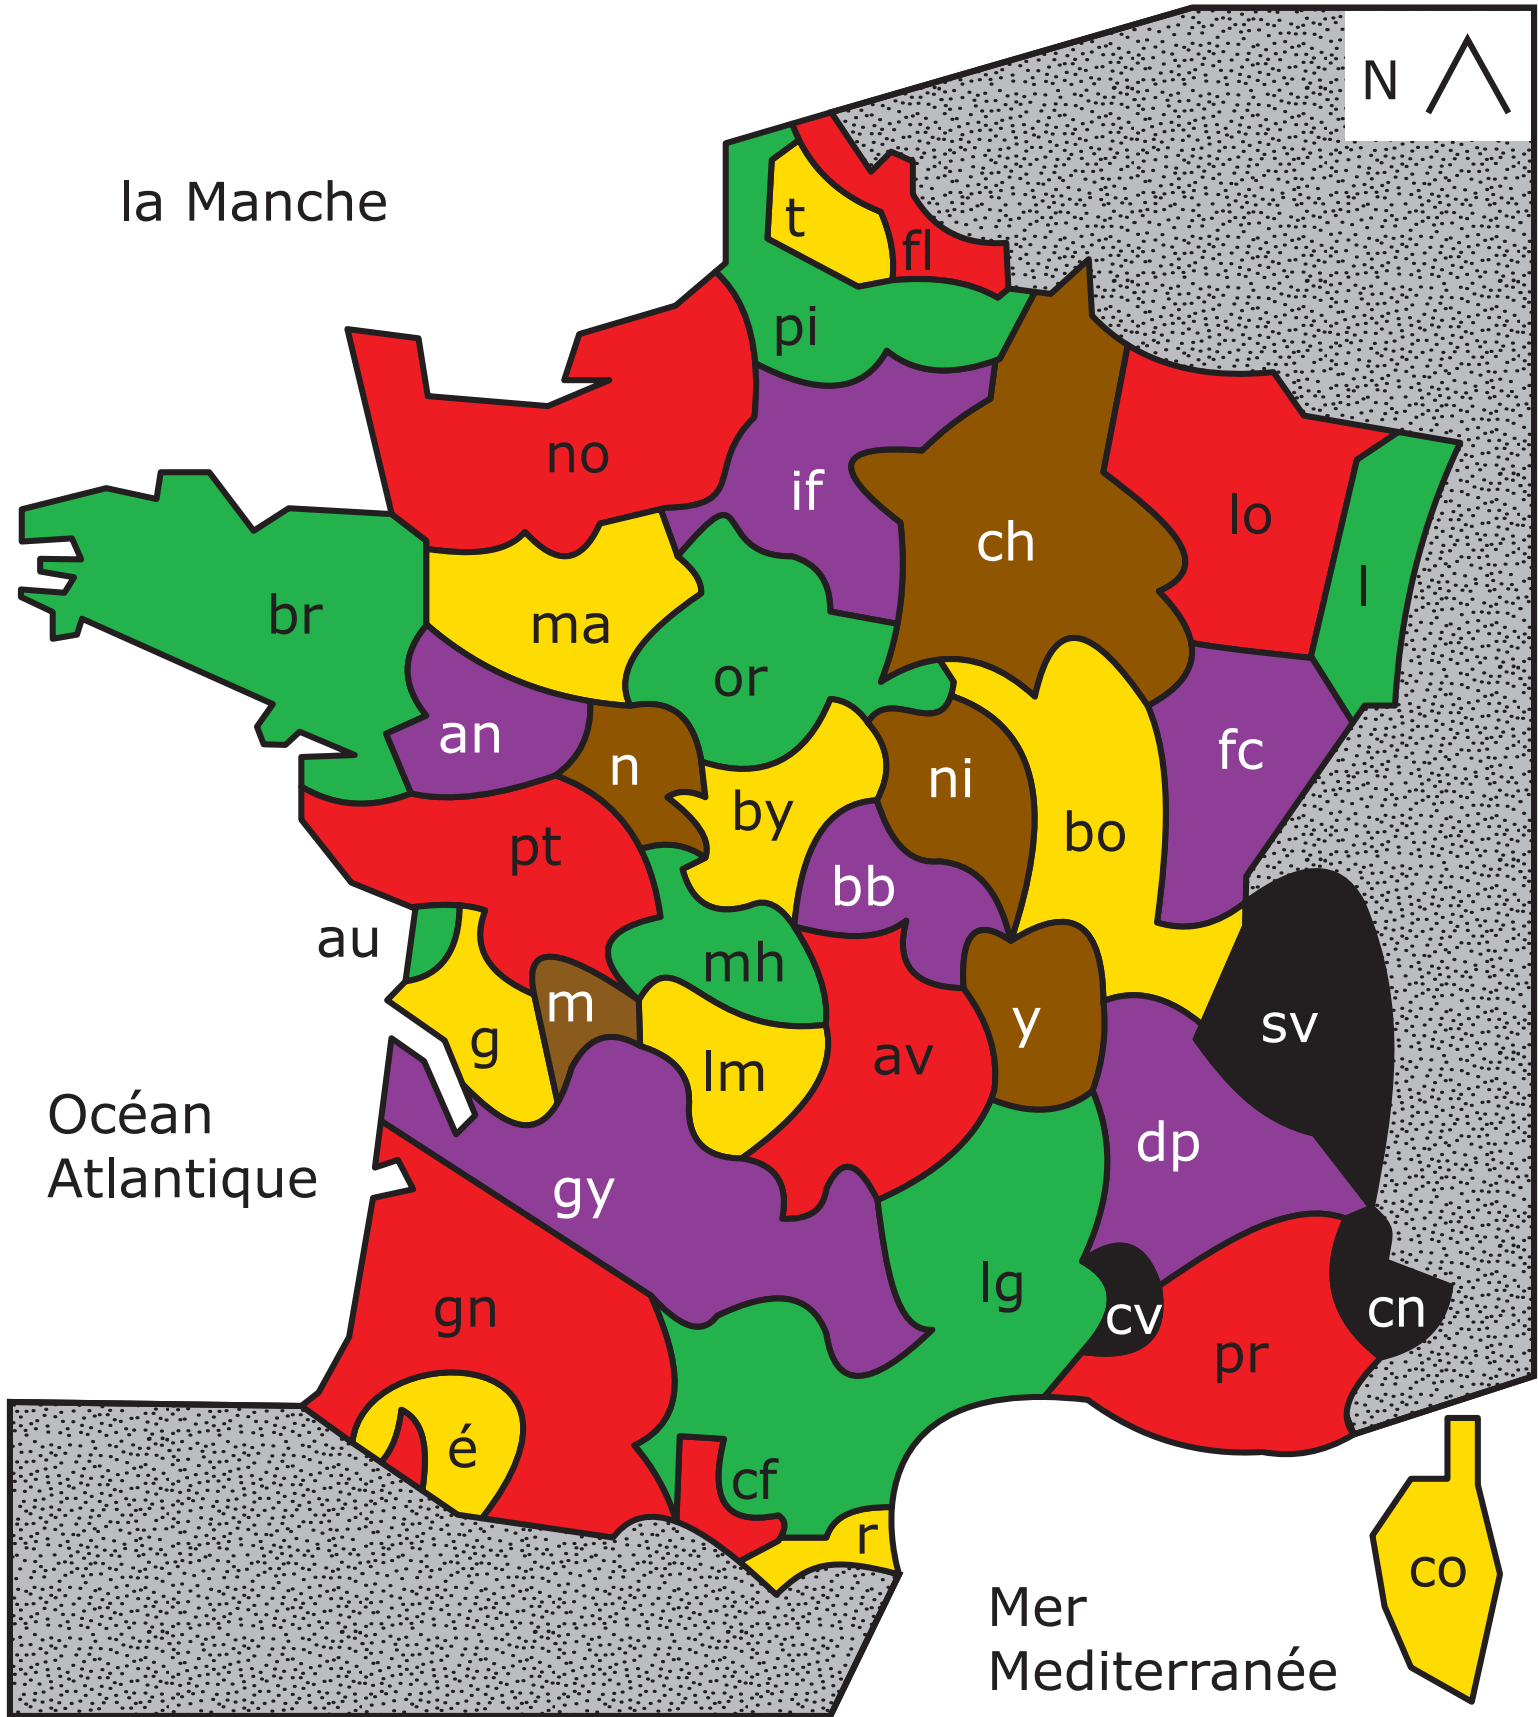 N
la Manche
t
fl
pi
no
if
lo
ch
l
br
ma
or
an
fc
n
ni
by
bo
pt
bb
au
mh
m
y
sv
g
lm
av
Océan
Atlantique
dp
gy
lg
gn
cv
cn
pr
é
cf
r
co
Mer
Mediterranée